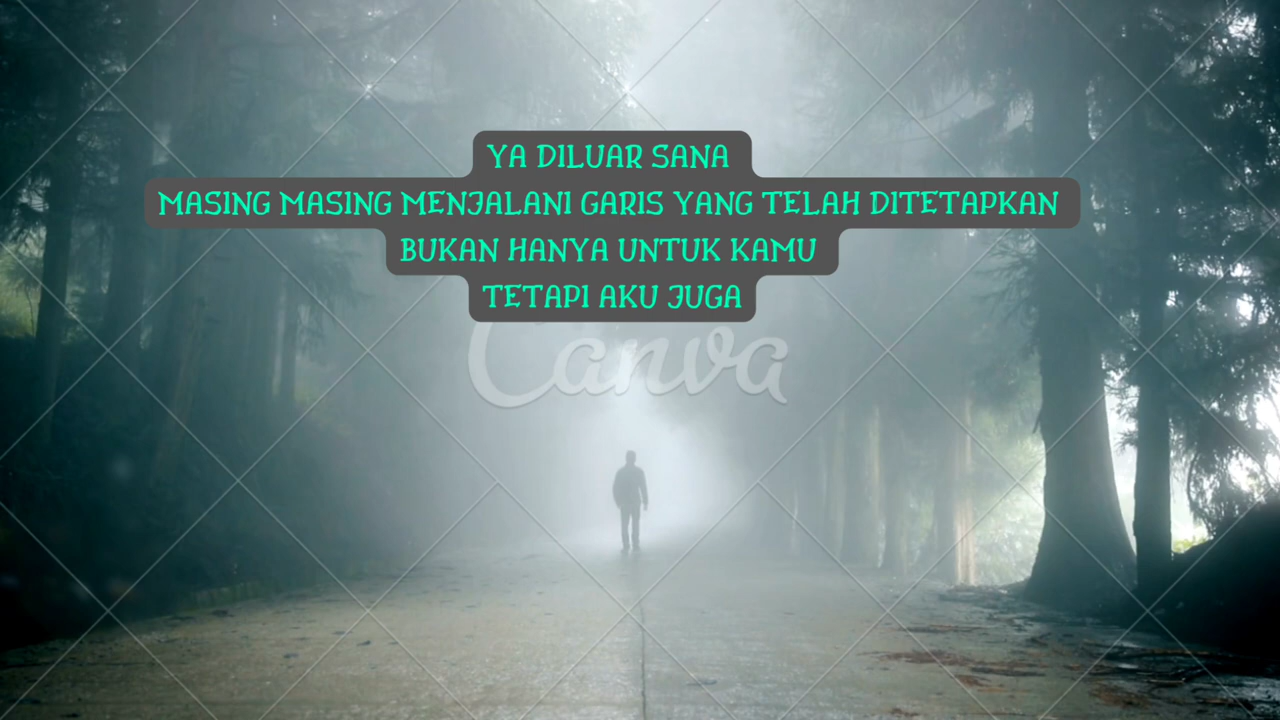 YA DILUAR SANA
MASING MASING MENJALANI GARIS YANG TELAH DITETAPKAN
BUKAN HANYA UNTUK KAMU
TETAPI AKU JUGA
Canva